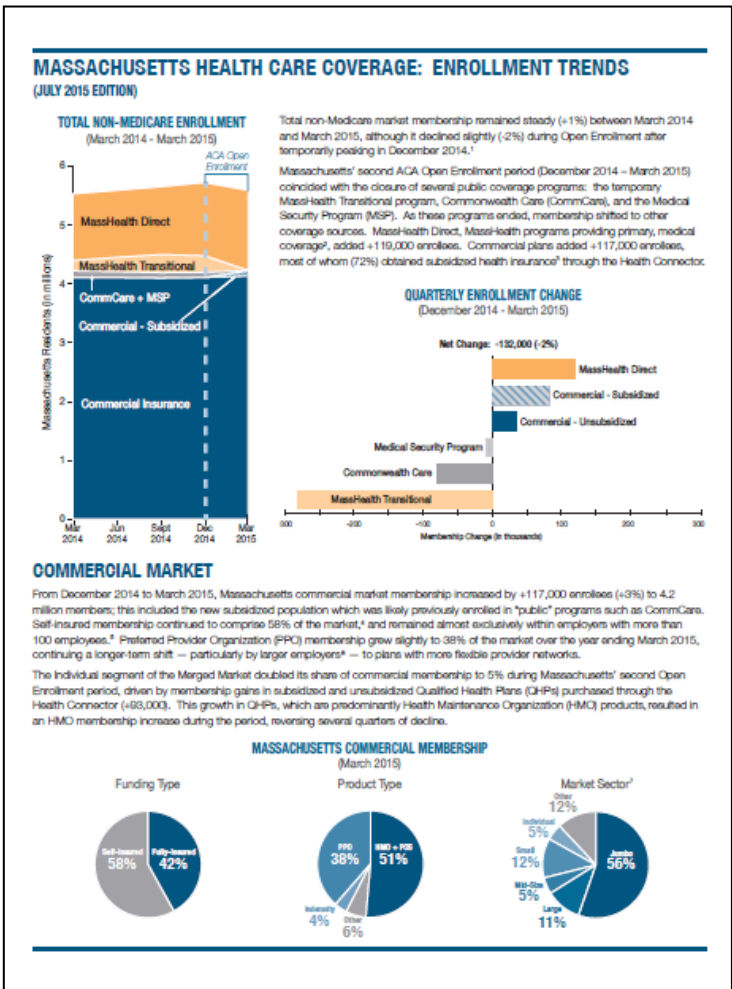 MASSACHUSETTS HEALTH CARE COVERAGE: ENROLLMENT TRENDS
(JULY 2015 EDITION)
TOTAL NON-MEDICARE ENROLLMENT
(March 2014 - March 2015)
ACA Open
Enrollment
6
5
4
3
2
1
0
Massachusetts Residents (in millions)
MassHealth Direct
MassHealth Transitional
CommCare + MSP
Commercial - Subsidized
Commercial Insurance
Mar
2014
Jun
2014
Sept
2014
Dec
2014
Mar
2015
Total non-Medicare market membership remained steady (+1%) between March 2014
and March 2015, although it declined slightly (-2%) during Open Enrollment after
temporarily peaking in December 2014.¹
Massachusetts' second ACA Open Enrollment period (December 2014 – March 2015)
coincided with the closure of several public coverage programs: the temporary
MassHealth Transitional program, Commonwealth Care (CommCare), and the Medical
Security Program (MSP). As these programs ended, membership shifted to other
coverage sources. MassHealth Direct, MassHealth programs providing primary, medical
coverage², added +119,000 enrollees. Commercial plans added +117,000 enrollees,
most of whom (72%) obtained subsidized health insurance³ through the Health Connector.
QUARTERLY ENROLLMENT CHANGE
(December 2014 - March 2015)
Net Change: -132,000 (-2%)
MassHealth Direct
Commercial - Subsidized
Commercial - Unsubsidized
Medical Security Program
Commonwealth Care
MassHealth Transitional
-300 -200 -100 0 100 200 300
Membership Change (in thousands)
COMMERCIAL MARKET
From December 2014 to March 2015, Massachusetts commercial market membership increased by +117,000 enrollees (+3%) to 4.2
million members; this included the new subsidized population which was likely previously enrolled in "public" programs such as CommCare.
Self-insured membership continued to comprise 58% of the market,⁴ and remained almost exclusively within employers with more than
100 employees.⁵ Preferred Provider Organization (PPO) membership grew slightly to 38% of the market over the year ending March 2015,
continuing a longer-term shift — particularly by larger employers⁶ — to plans with more flexible provider networks.
The Individual segment of the Merged Market doubled its share of commercial membership to 5% during Massachusetts' second Open
Enrollment period, driven by membership gains in subsidized and unsubsidized Qualified Health Plans (QHPs) purchased through the
Health Connector (+93,000). This growth in QHPs, which are predominantly Health Maintenance Organization (HMO) products, resulted in
an HMO membership increase during the period, reversing several quarters of decline.
MASSACHUSETTS COMMERCIAL MEMBERSHIP
(March 2015)
Funding Type
Self-Insured
58%
Fully-Insured
42%
Product Type
PPO
38%
HMO + POS
51%
Indemnity
4%
Other
6%
Market Sector⁷
Other
12%
Individual
5%
Small
12%
Mid-Size
5%
Large
11%
Jumbo
56%